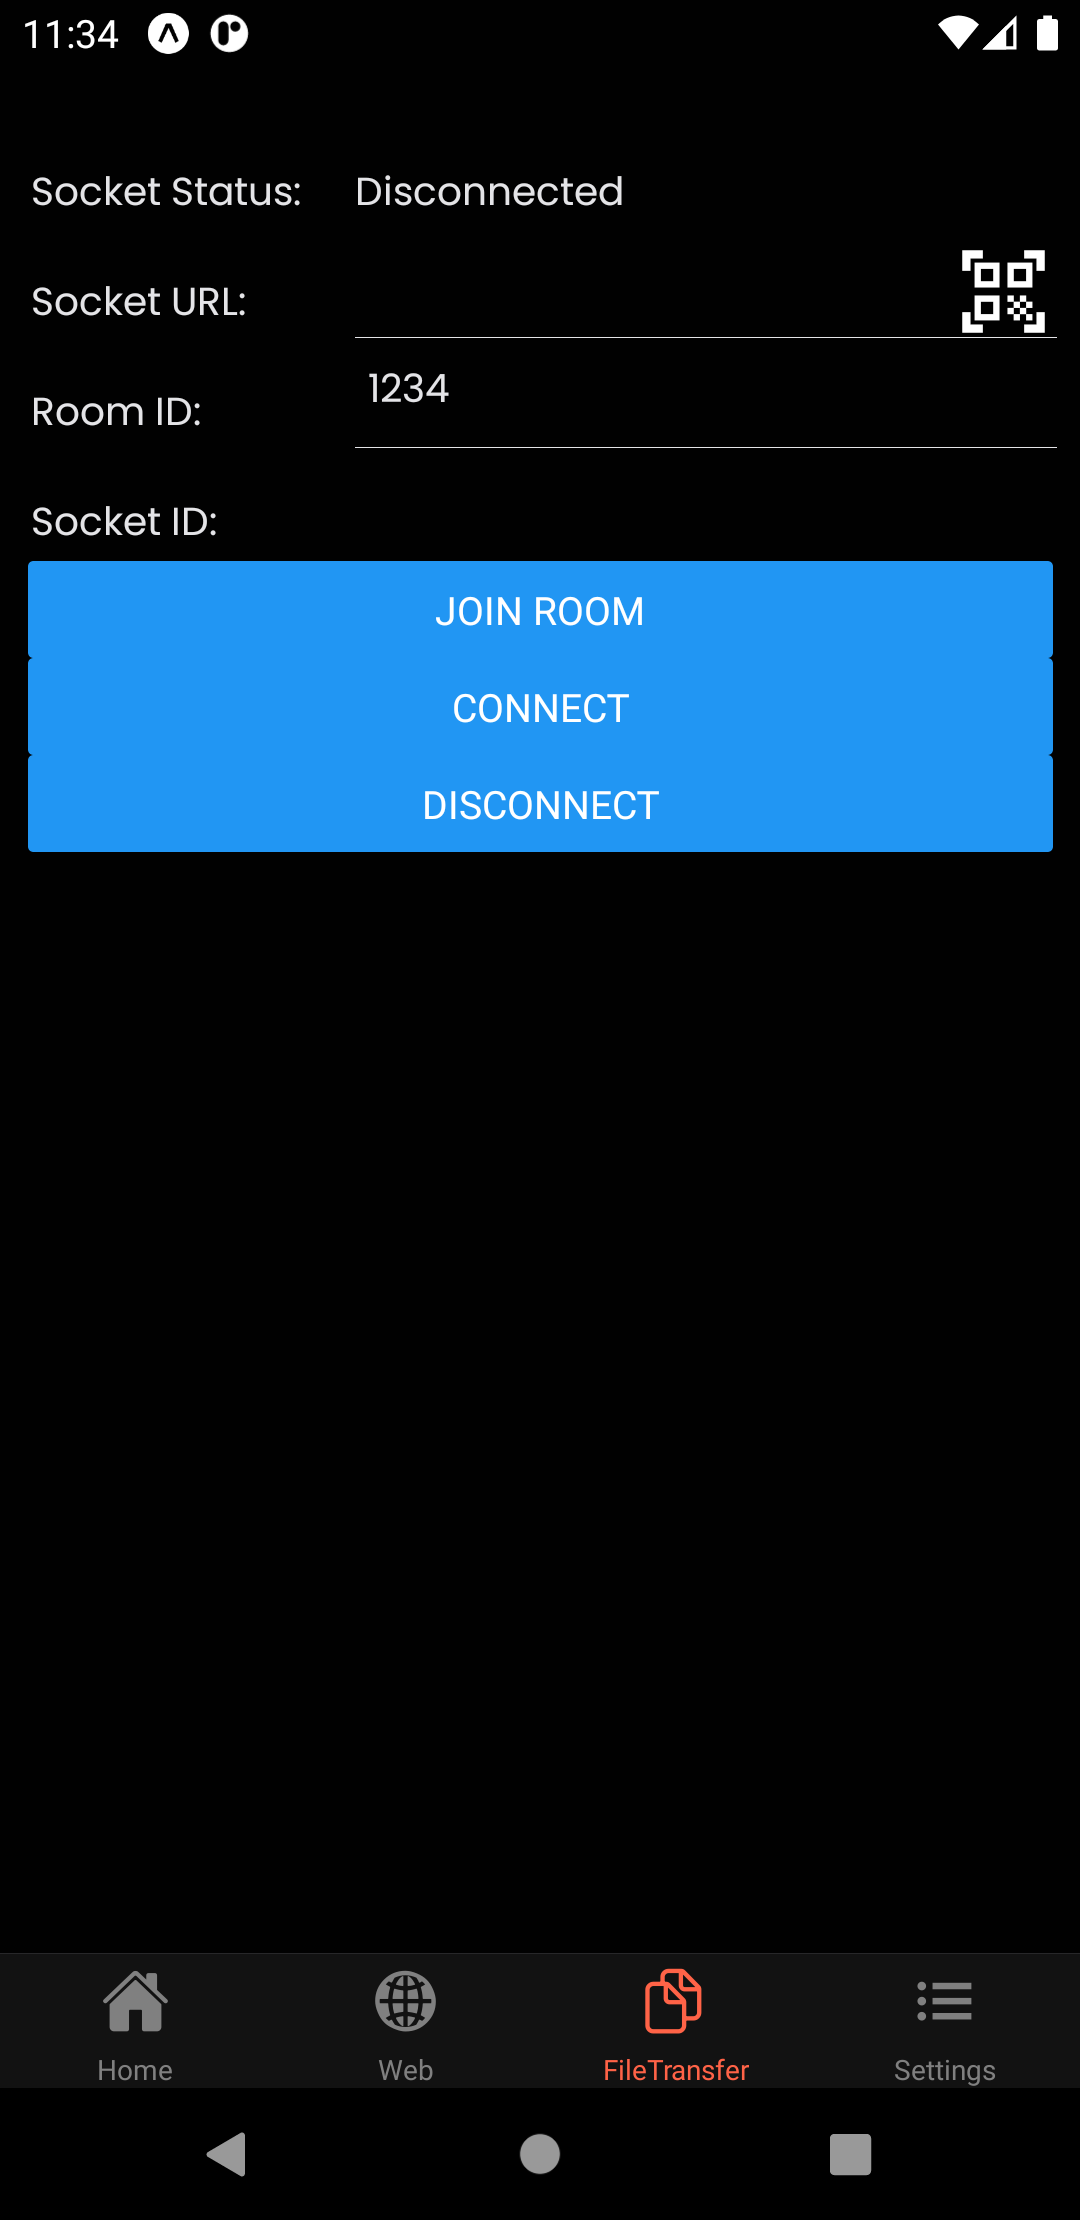 11:34
Socket Status: Disconnected
Socket URL:
Room ID: 1234
Socket ID:
JOIN ROOM
CONNECT
DISCONNECT
Home Web FileTransfer Settings